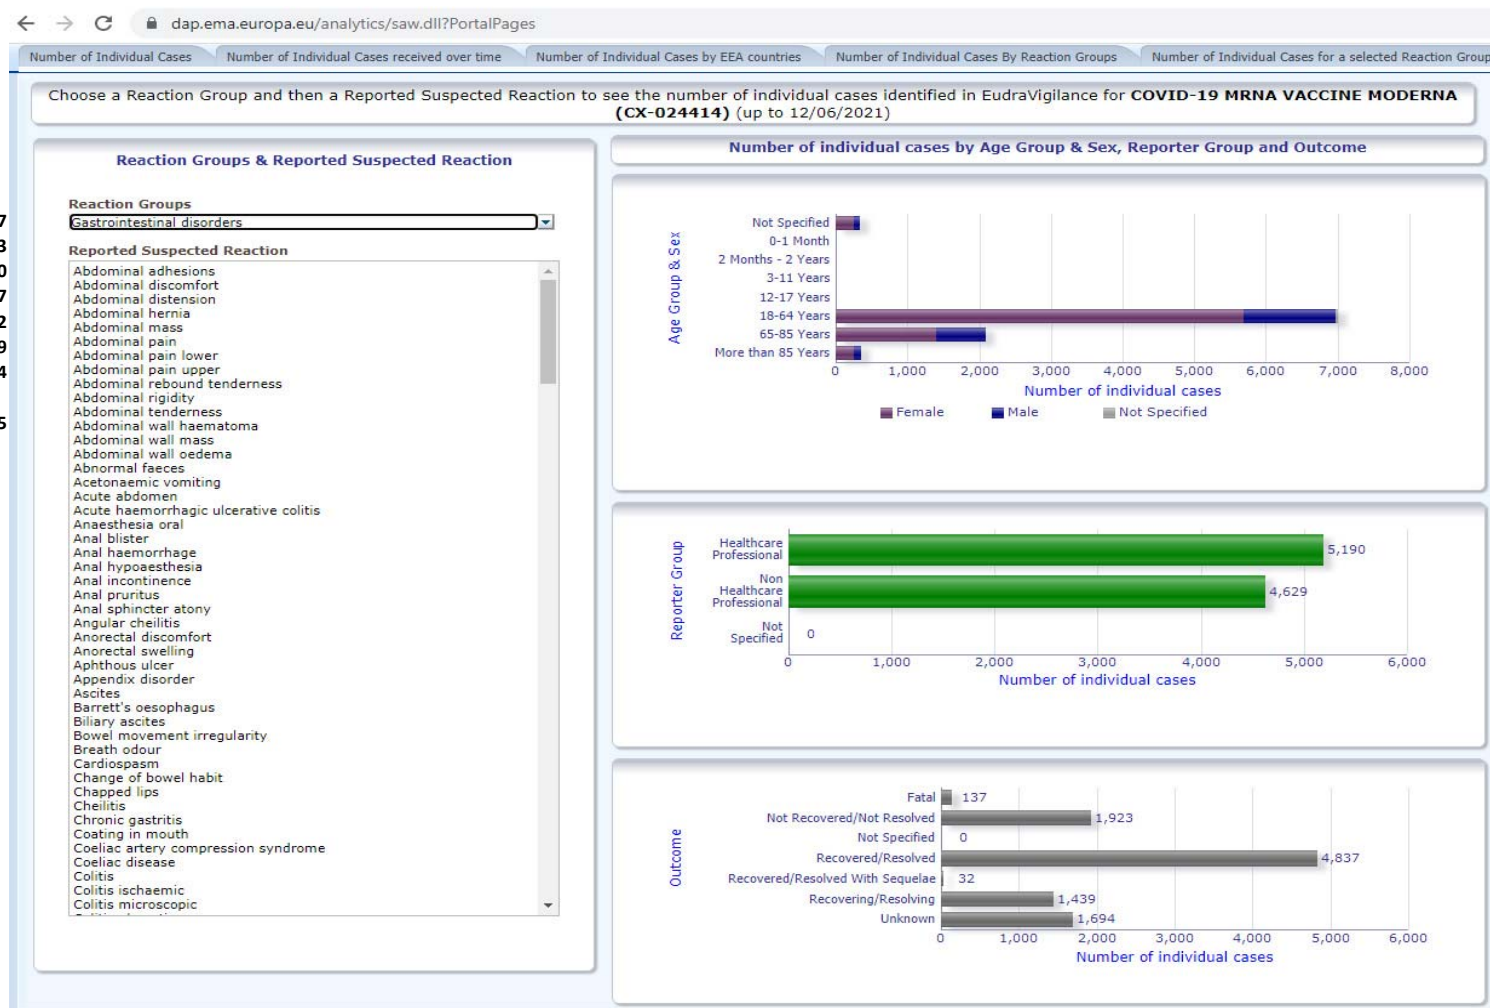 dap.ema.europa.eu/analytics/saw.dll?PortalPages
Number of Individual Cases
Number of Individual Cases received over time
Number of Individual Cases by EEA countries
Number of Individual Cases By Reaction Groups
Number of Individual Cases for a selected Reaction Group
Choose a Reaction Group and then a Reported Suspected Reaction to see the number of individual cases identified in EudraVigilance for COVID-19 MRNA VACCINE MODERNA
(CX-024414) (up to 12/06/2021)
Reaction Groups & Reported Suspected Reaction
Reaction Groups
Gastrointestinal disorders
Reported Suspected Reaction
Abdominal adhesions
Abdominal discomfort
Abdominal distension
Abdominal hernia
Abdominal mass
Abdominal pain
Abdominal pain lower
Abdominal pain upper
Abdominal rebound tenderness
Abdominal rigidity
Abdominal tenderness
Abdominal wall haematoma
Abdominal wall mass
Abdominal wall oedema
Abnormal faeces
Acetonaemic vomiting
Acute abdomen
Acute haemorrhagic ulcerative colitis
Anaesthesia oral
Anal blister
Anal haemorrhage
Anal hypoaesthesia
Anal incontinence
Anal pruritus
Anal sphincter atony
Angular cheilitis
Anorectal discomfort
Anorectal swelling
Aphthous ulcer
Appendix disorder
Ascites
Barrett's oesophagus
Biliary ascites
Bowel movement irregularity
Breath odour
Cardiospasm
Change of bowel habit
Chapped lips
Cheilitis
Chronic gastritis
Coating in mouth
Coeliac artery compression syndrome
Coeliac disease
Colitis
Colitis ischaemic
Colitis microscopic
7
3
0
7
2
9
4
5
Number of individual cases by Age Group & Sex, Reporter Group and Outcome
Age Group & Sex
Not Specified
0-1 Month
2 Months - 2 Years
3-11 Years
12-17 Years
18-64 Years
65-85 Years
More than 85 Years
0 1,000 2,000 3,000 4,000 5,000 6,000 7,000 8,000
Number of individual cases
Female Male Not Specified
Reporter Group
Healthcare
Professional
5,190
Non
Healthcare
Professional
4,629
Not
Specified
0
0 1,000 2,000 3,000 4,000 5,000 6,000
Number of individual cases
Outcome
Fatal 137
Not Recovered/Not Resolved 1,923
Not Specified 0
Recovered/Resolved 4,837
Recovered/Resolved With Sequelae 32
Recovering/Resolving 1,439
Unknown 1,694
0 1,000 2,000 3,000 4,000 5,000 6,000
Number of individual cases